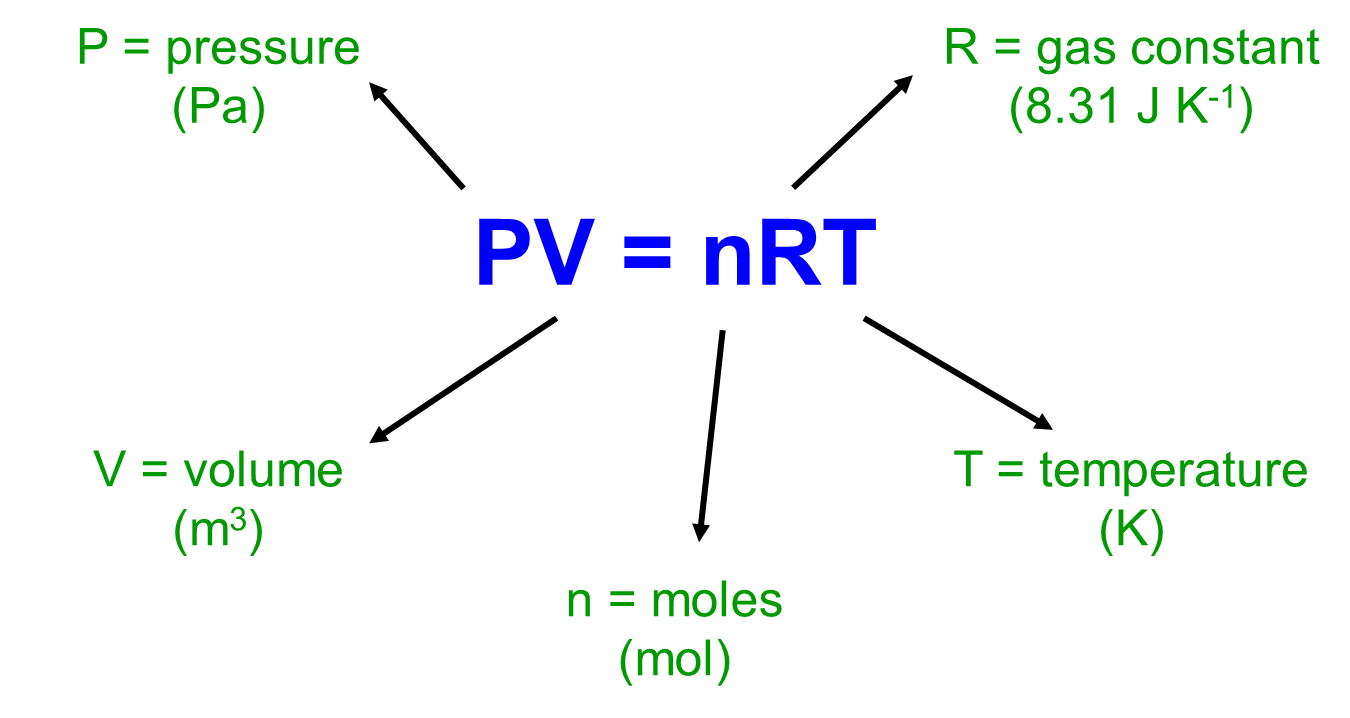 P = pressure
(Pa)
R = gas constant
(8.31 J K⁻¹)
PV = nRT
V = volume
(m³)
T = temperature
(K)
n = moles
(mol)